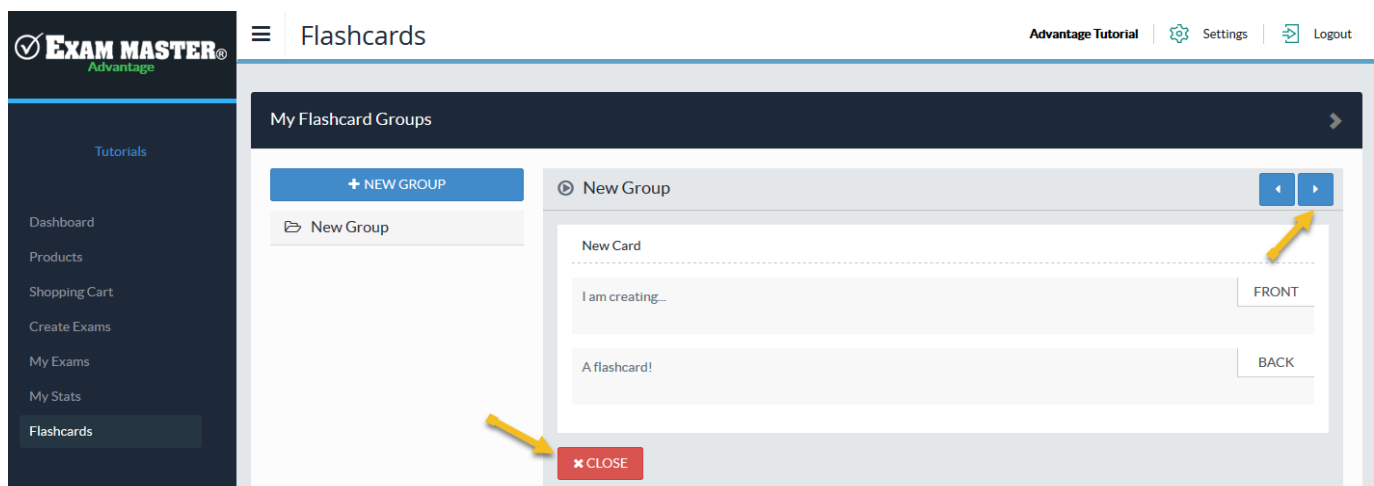 EXAM MASTER®
Advantage
Flashcards
Advantage Tutorial
Settings
Logout
Tutorials
Dashboard
Products
Shopping Cart
Create Exams
My Exams
My Stats
Flashcards
My Flashcard Groups
+ NEW GROUP
New Group
New Group
New Card
I am creating...
FRONT
A flashcard!
BACK
✖ CLOSE